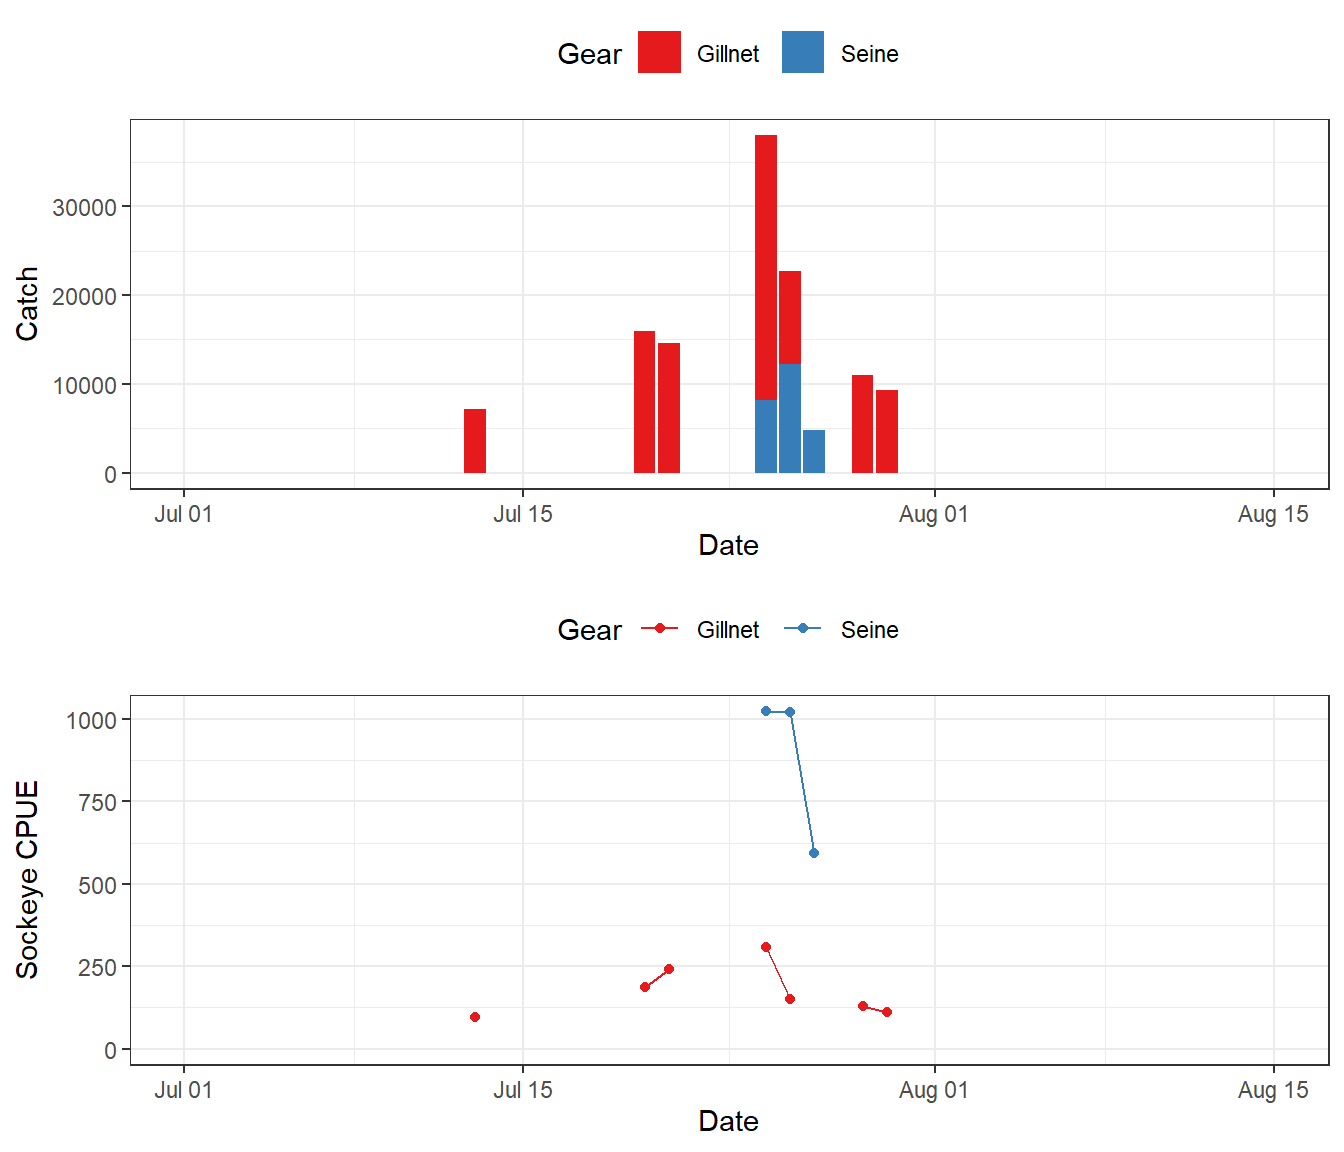 Gear Gillnet Seine
30000
20000
10000
0
Catch
Jul 01 Jul 15 Aug 01 Aug 15
Date
Gear Gillnet Seine
1000
750
500
250
0
Sockeye CPUE
Jul 01 Jul 15 Aug 01 Aug 15
Date